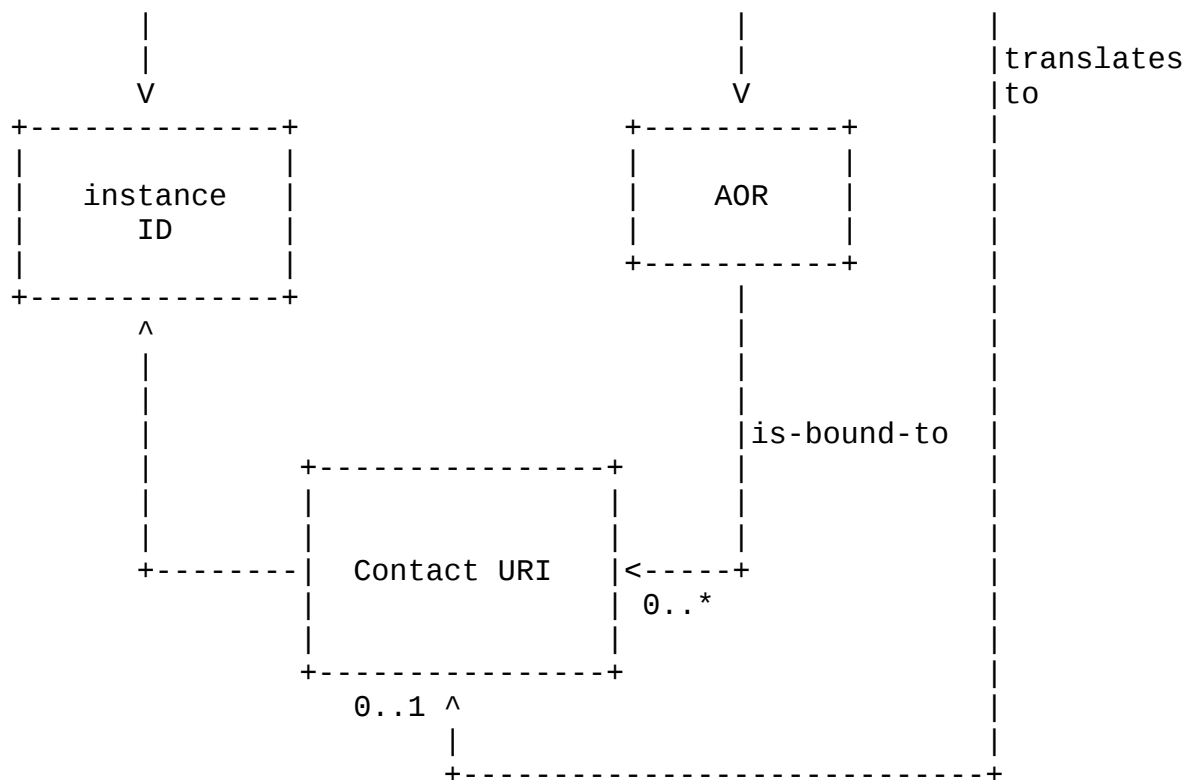 translates
to
instance
ID
AOR
is-bound-to
Contact URI
0..*
0..1